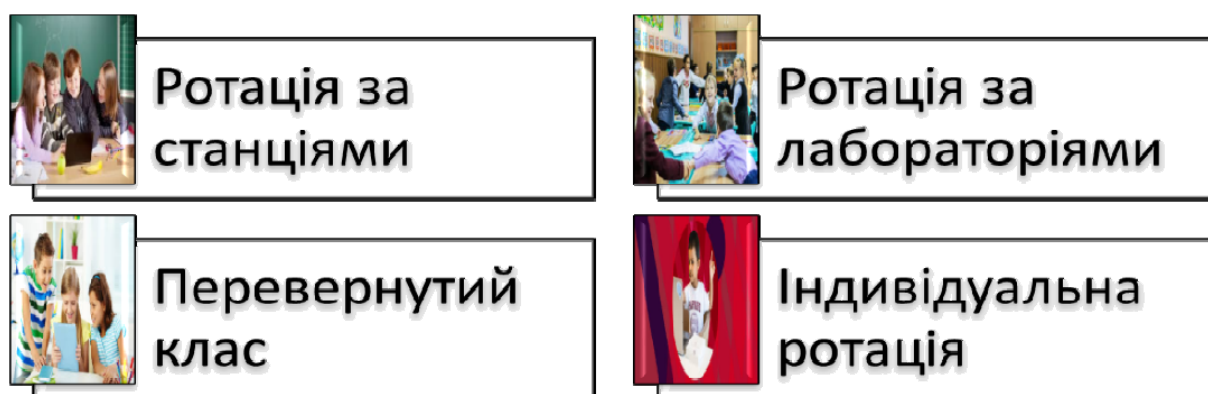 Ротація за
станціями
Ротація за
лабораторіями
Перевернутий
клас
Індивідуальна
ротація